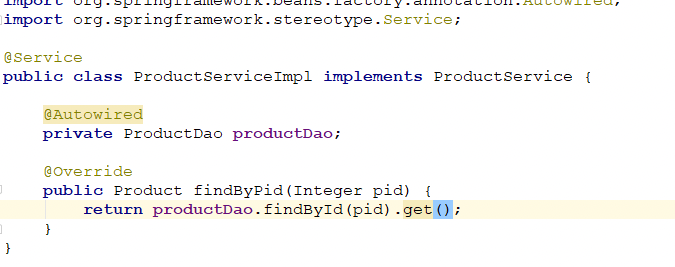 import org.springframework.beans.factory.annotation.Autowired;
import org.springframework.stereotype.Service;
@Service
public class ProductServiceImpl implements ProductService {
@Autowired
private ProductDao productDao;
@Override
public Product findByPid(Integer pid) {
return productDao.findById(pid).get();
}
}